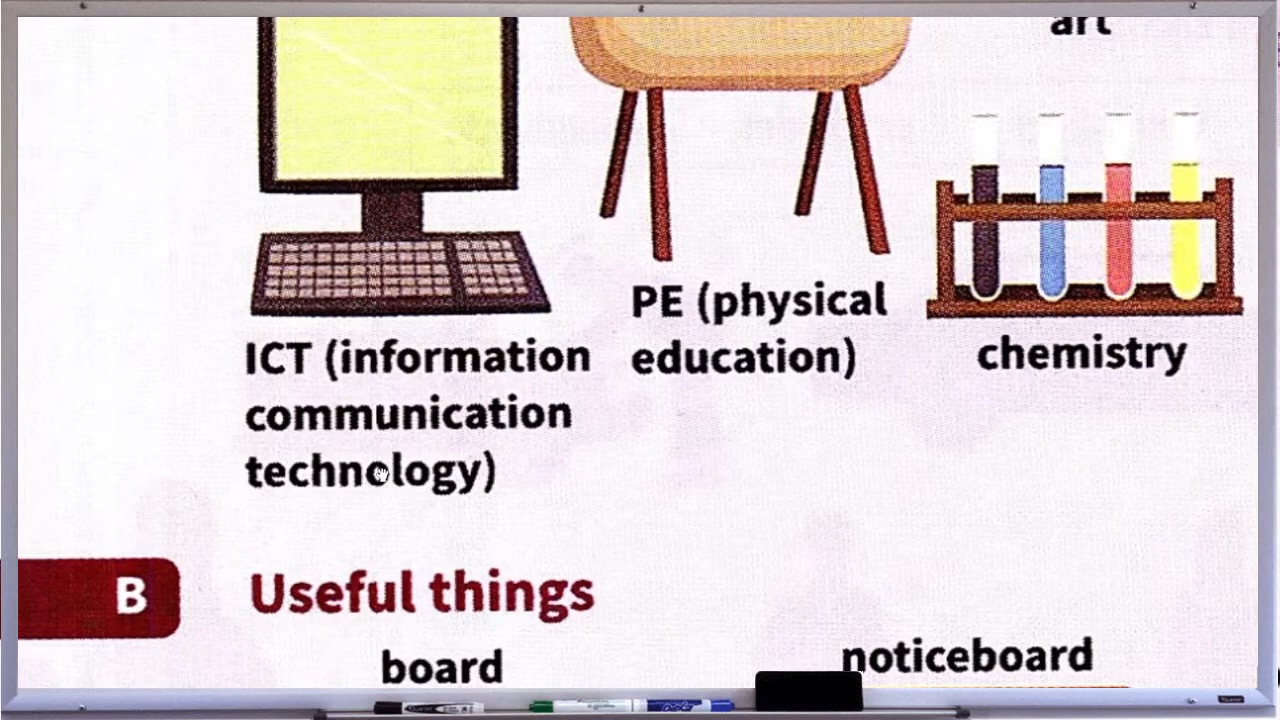 art
PE (physical
education)
chemistry
ICT (information
communication
technology)
B
Useful things
board
noticeboard